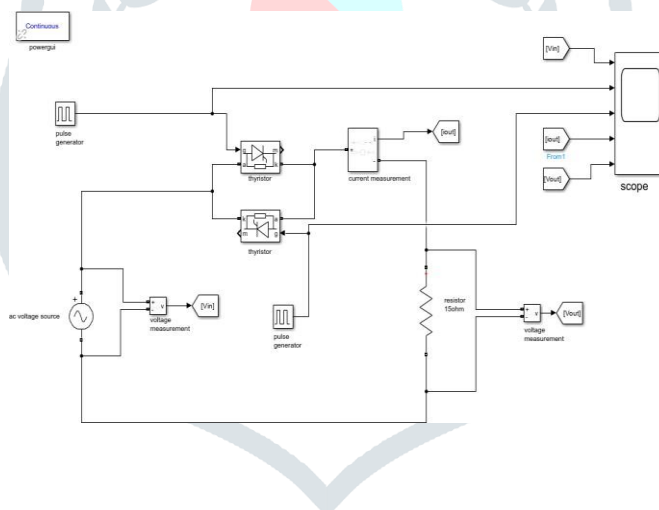 Continuous
powergui
[Vin]
pulse
generator
g
m
a
k
thyristor
i
+
-
current measurement
[iout]
[iout]
From1
[Vout]
scope
k
a
m
g
thyristor
+
ac voltage source
+
-
v
voltage
measurement
[Vin]
pulse
generator
+
resistor
15ohm
+
-
v
voltage
measurement
[Vout]